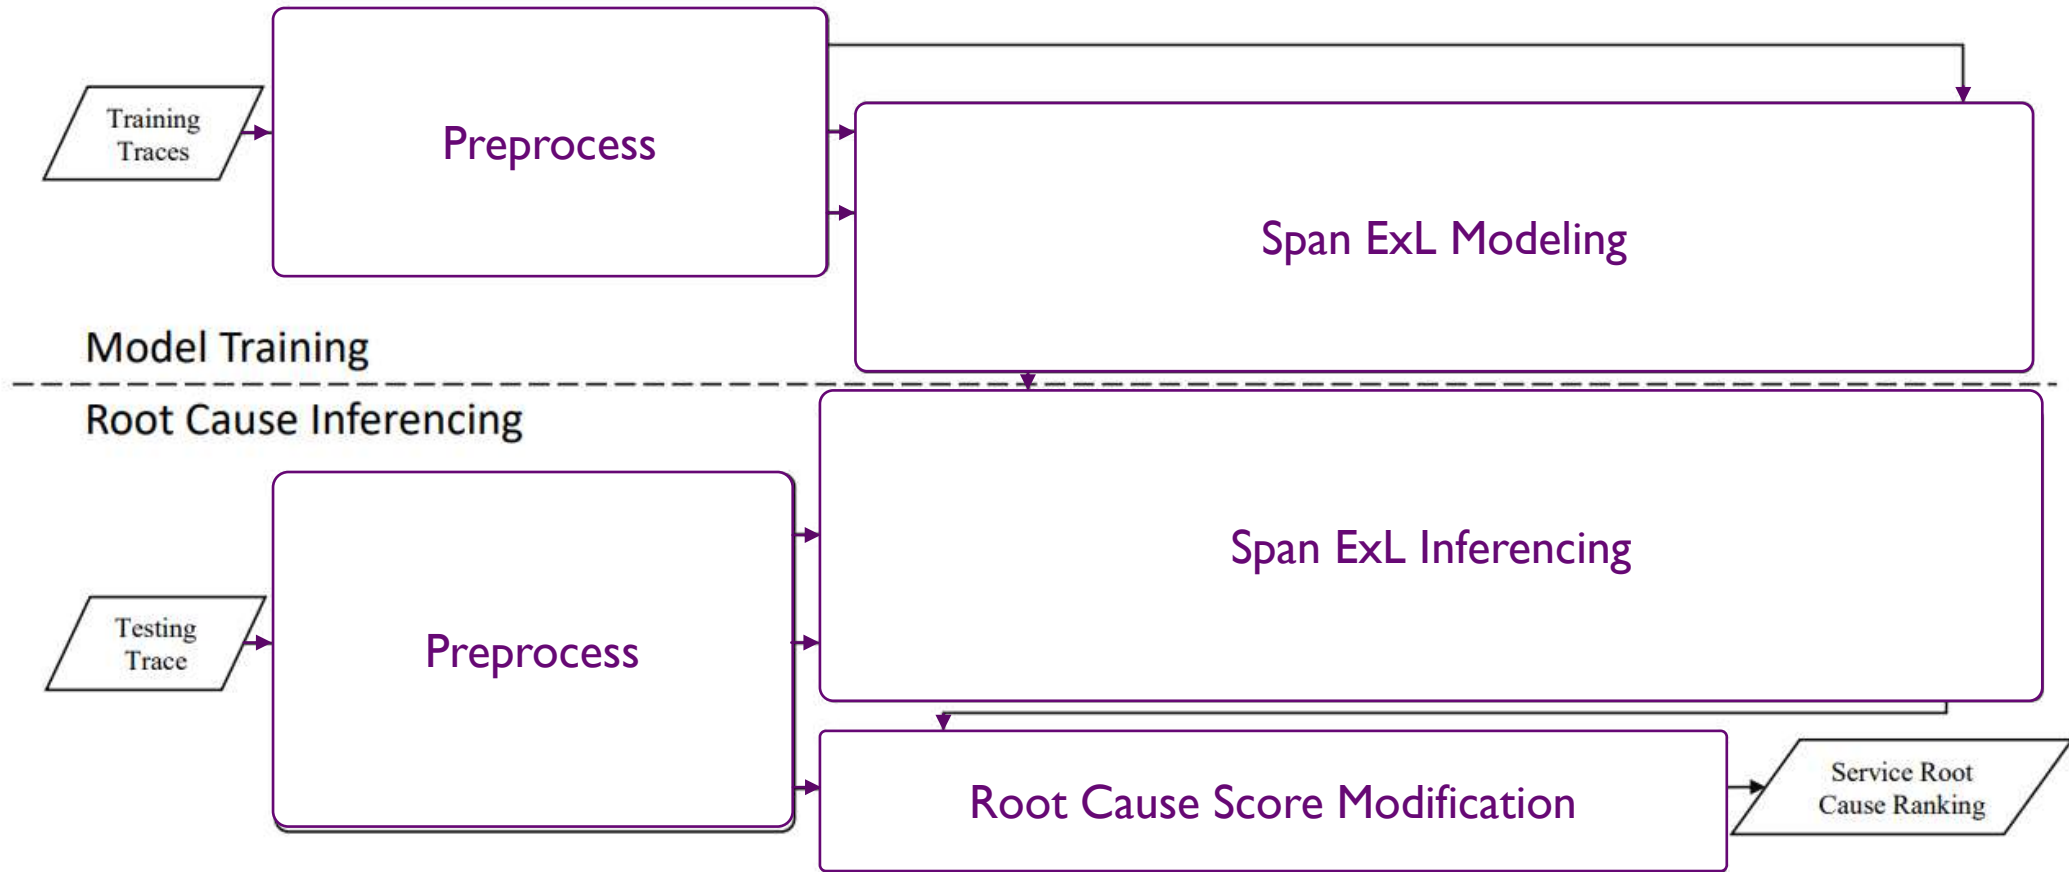 Training
Traces
Preprocess
Span ExL Modeling
Model Training
Root Cause Inferencing
Span ExL Inferencing
Testing
Trace
Preprocess
Root Cause Score Modification
Service Root
Cause Ranking